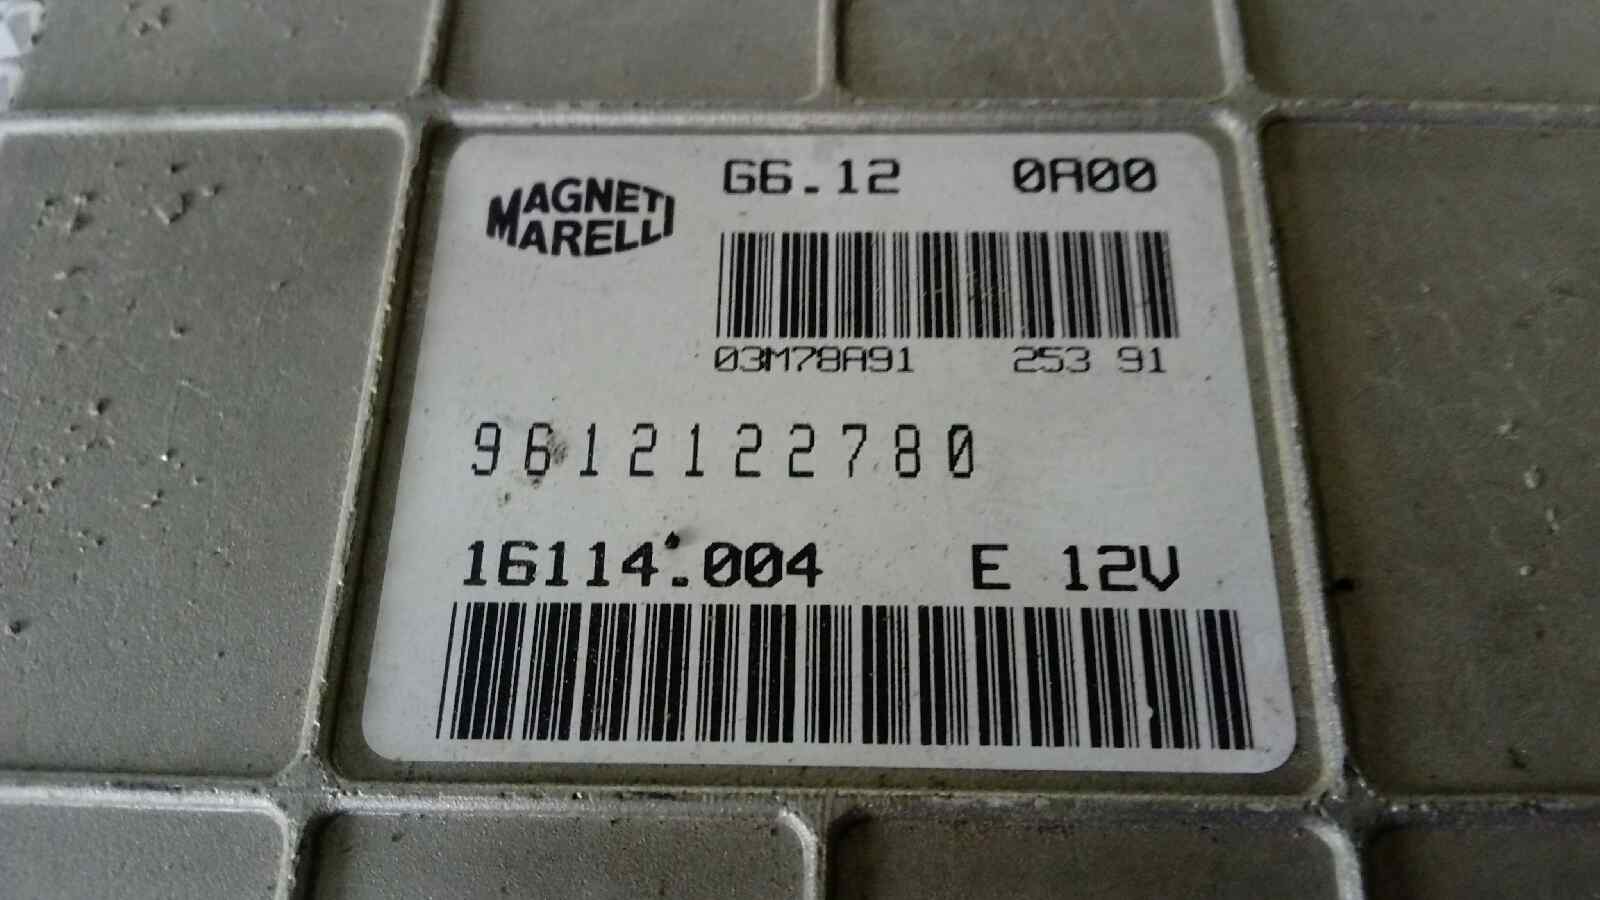 MAGNETI
MARELLI
G6.12 0A00
03M78A91 253 91
9612122780
16114.004 E 12V